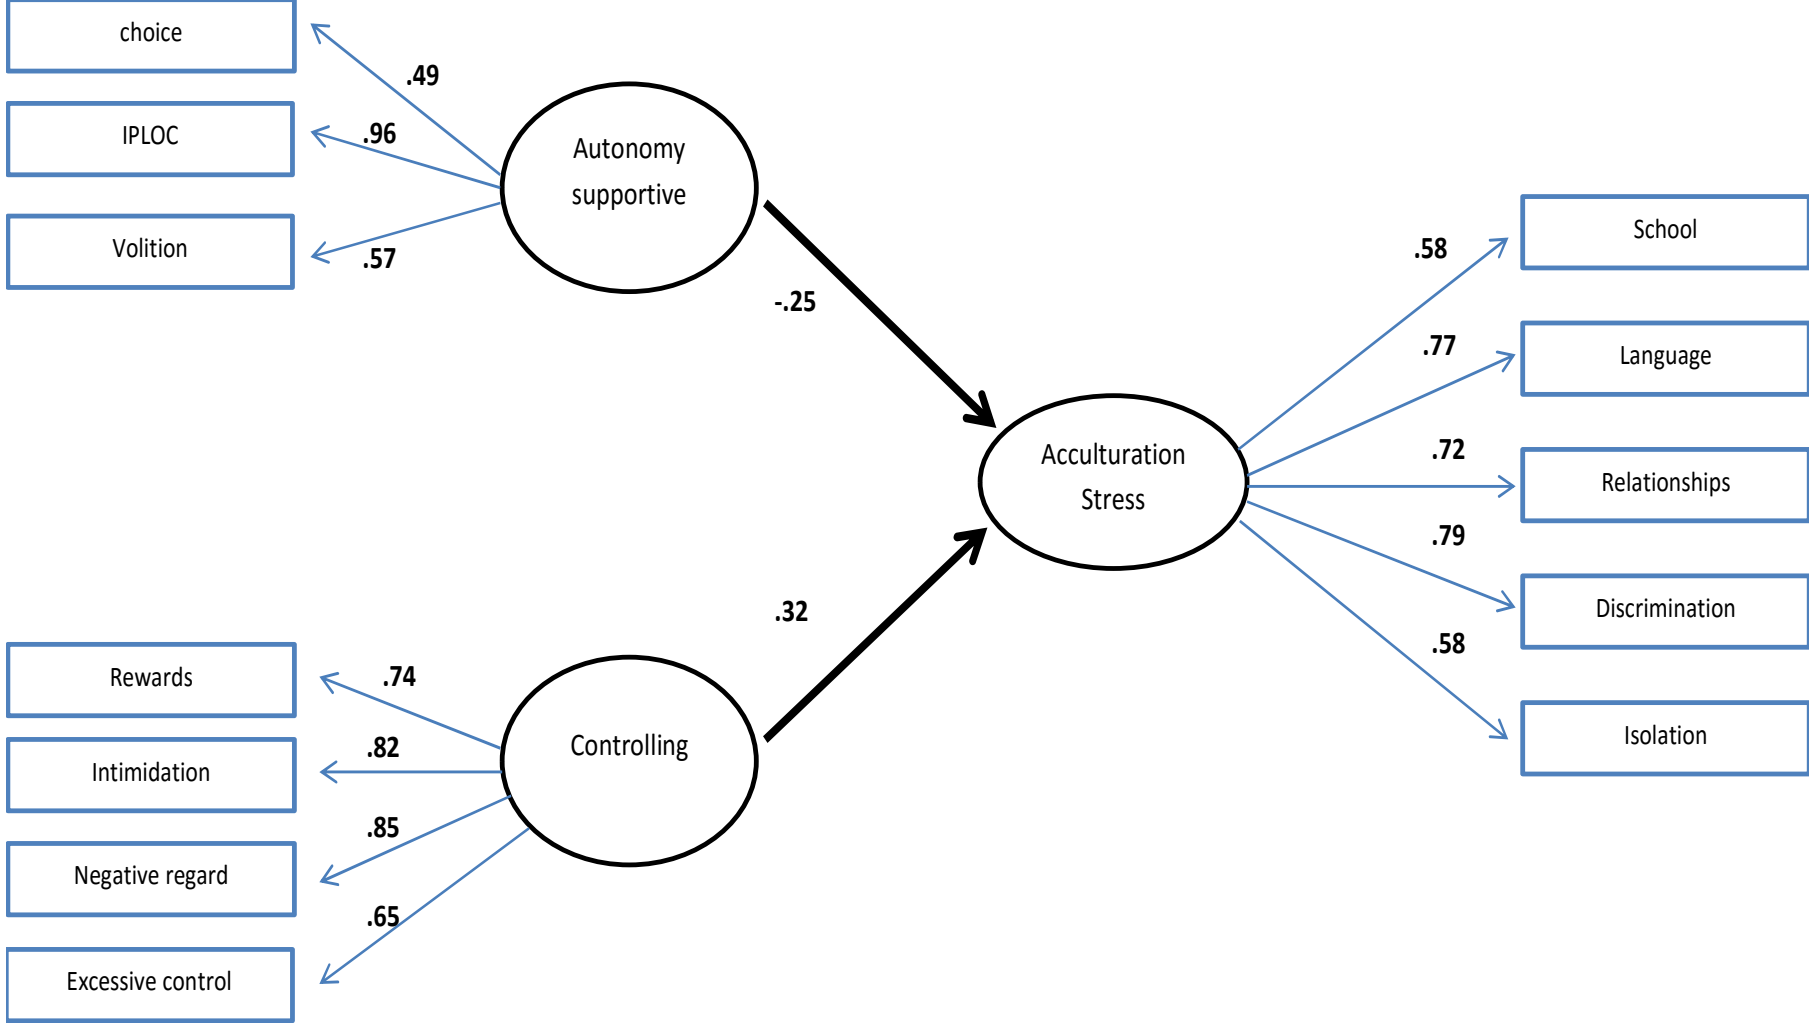 choice
.49
IPLOC
.96
Volition
.57
Autonomy
supportive
-.25
School
.58
Language
.77
Acculturation
Stress
Relationships
.72
Discrimination
.79
Isolation
.58
.32
Controlling
Rewards
.74
Intimidation
.82
Negative regard
.85
Excessive control
.65